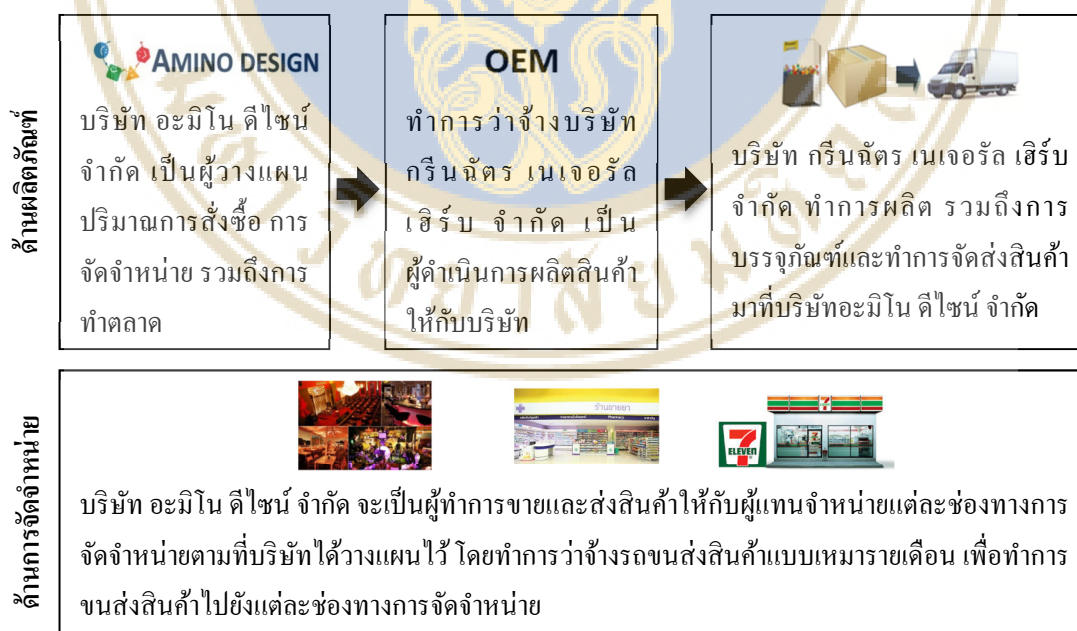 ด้านผลิตภัณฑ์
AMINO DESIGN
บริษัท อะมิโน ดีไซน์
จำกัด เป็นผู้วางแผน
ปริมาณการสั่งซื้อ การ
จัดจำหน่าย รวมถึงการ
ทำตลาด
OEM
ทำการว่าจ้างบริษัท
กรีนฉัตร เนเจอรัล
เฮิร์บ จำกัด เป็น
ผู้ดำเนินการผลิตสินค้า
ให้กับบริษัท
บริษัท กรีนฉัตร เนเจอรัล เฮิร์บ
จำกัด ทำการผลิต รวมถึงการ
บรรจุภัณฑ์และทำการจัดส่งสินค้า
มาที่บริษัทอะมิโน ดีไซน์ จำกัด
ด้านการจัดจำหน่าย
ร้านขายยา
7
ELEVEN
บริษัท อะมิโน ดีไซน์ จำกัด จะเป็นผู้ทำการขายและส่งสินค้าให้กับผู้แทนจำหน่ายแต่ละช่องทางการ
จัดจำหน่ายตามที่บริษัทได้วางแผนไว้ โดยทำการว่าจ้างรถขนส่งสินค้าแบบเหมารายเดือน เพื่อทำการ
ขนส่งสินค้าไปยังแต่ละช่องทางการจัดจำหน่าย